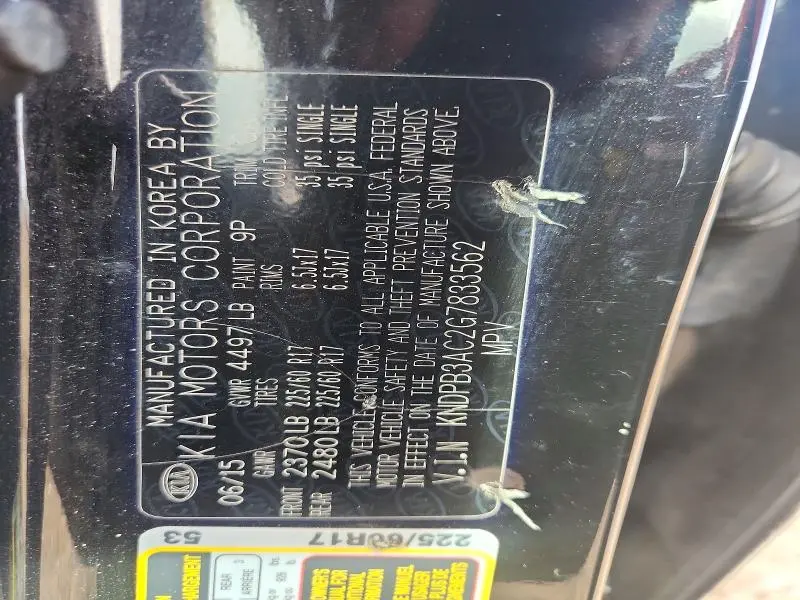 MANUFACTURED IN KOREA BY
KIA MOTORS CORPORATION
06/15 GVWR 4497 LB PAINT 9P
GAWR TIRES RIMS COLD TIRE INFL
FRONT 2370 LB 225/60 R17 6.5Jx17 35 psi SINGLE
REAR 2480 LB 225/60 R17 6.5Jx17 35 psi SINGLE
THIS VEHICLE CONFORMS TO ALL APPLICABLE U.S.A. FEDERAL
MOTOR VEHICLE SAFETY AND THEFT PREVENTION STANDARDS
IN EFFECT ON THE DATE OF MANUFACTURE SHOWN ABOVE.
V.I.N KNDPB3AC2G7833562
MPV
225/60R17 53
REAR 3
ARRIÈRE